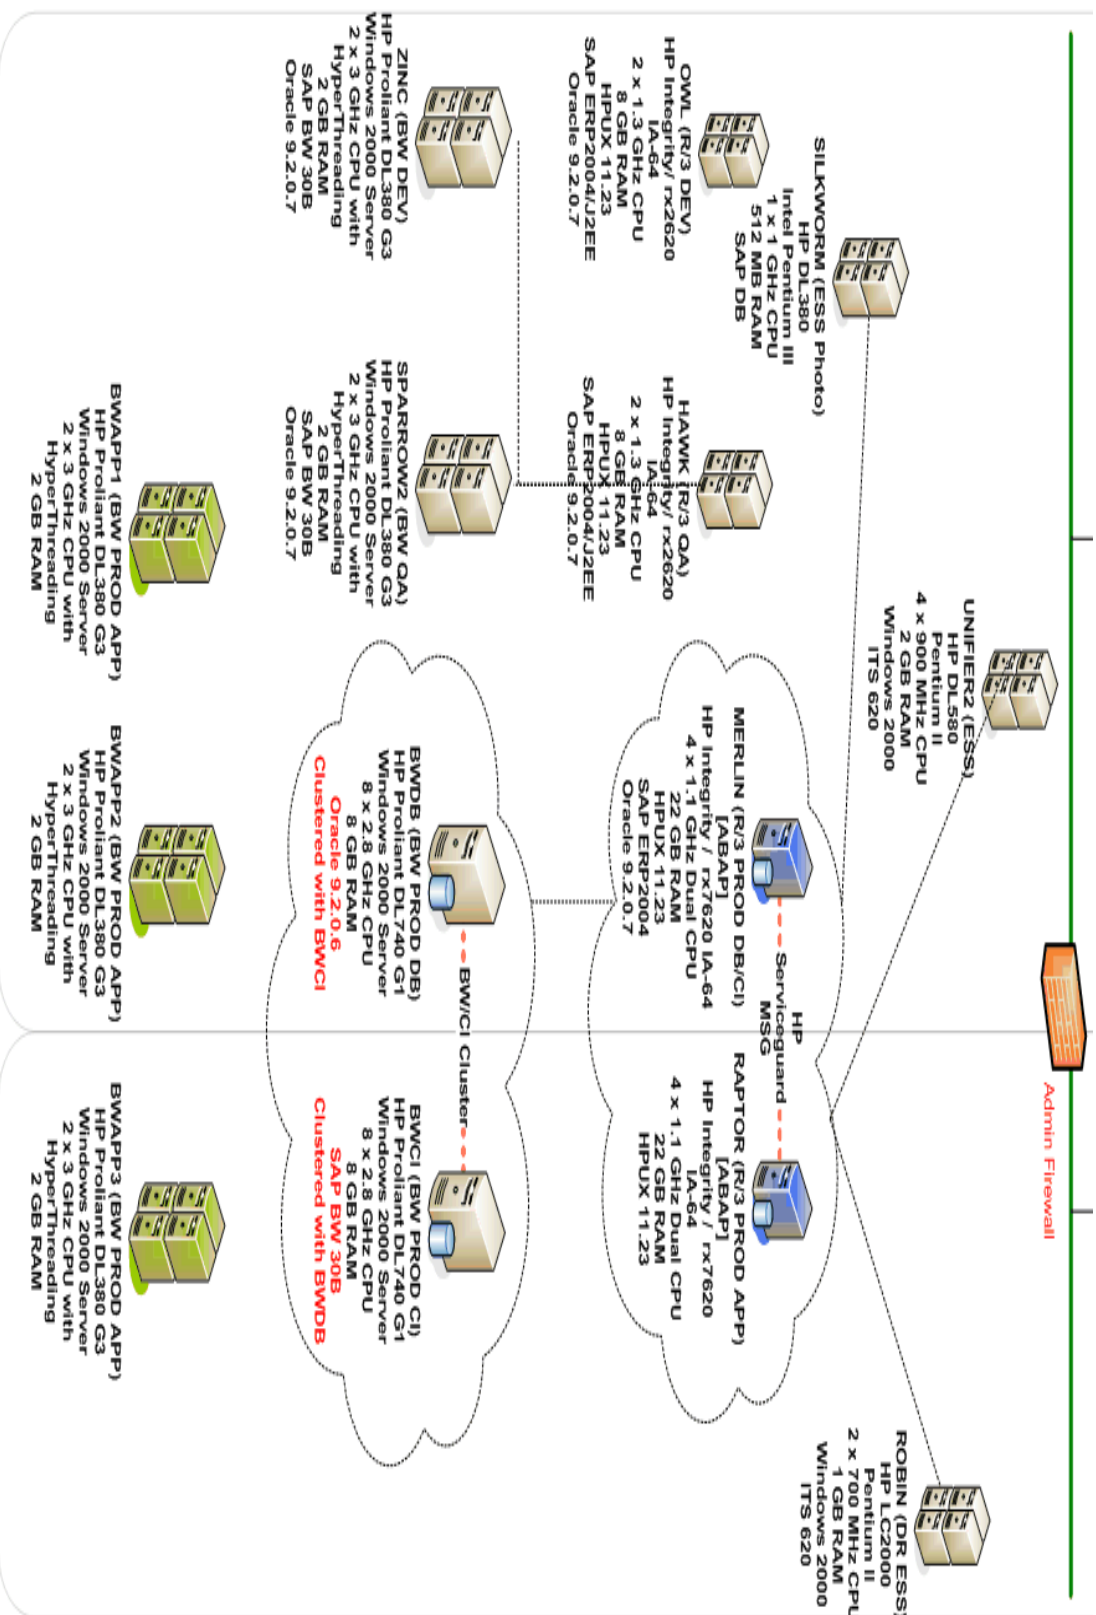 Admin Firewall
UNIFIER2 (ESS)
HP DL580
Pentium II
4 x 900 MHz CPU
2 GB RAM
Windows 2000
ITS 620
ROBIN (DR ESS)
HP LC2000
Pentium II
2 x 700 MHz CPU
1 GB RAM
Windows 2000
ITS 620
SILKWORM (ESS Photo)
HP DL380
Intel Pentium III
1 x 1 GHz CPU
512 MB RAM
SAP DB
OWL (R/3 DEV)
HP Integrity/ rx2620
IA-64
2 x 1.3 GHz CPU
8 GB RAM
HPUX 11.23
SAP ERP2004/J2EE
Oracle 9.2.0.7
HAWK (R/3 QA)
HP Integrity/ rx2620
IA-64
2 x 1.3 GHz CPU
8 GB RAM
HPUX 11.23
SAP ERP2004/J2EE
Oracle 9.2.0.7
HP
Serviceguard
MSG
MERLIN (R/3 PROD DB/CI)
[ABAP]
HP Integrity / rx7620 IA-64
4 x 1.1 GHz Dual CPU
22 GB RAM
HPUX 11.23
SAP ERP2004
Oracle 9.2.0.7
RAPTOR (R/3 PROD APP)
[ABAP]
HP Integrity / rx7620
IA-64
4 x 1.1 GHz Dual CPU
22 GB RAM
HPUX 11.23
ZINC (BW DEV)
HP Proliant DL380 G3
Windows 2000 Server
2 x 3 GHz CPU with
HyperThreading
2 GB RAM
SAP BW 30B
Oracle 9.2.0.7
SPARROW2 (BW QA)
HP Proliant DL380 G3
Windows 2000 Server
2 x 3 GHz CPU with
HyperThreading
2 GB RAM
SAP BW 30B
Oracle 9.2.0.7
BW/CI Cluster
BWDB (BW PROD DB)
HP Proliant DL740 G1
Windows 2000 Server
8 x 2.8 GHz CPU
8 GB RAM
Oracle 9.2.0.6
Clustered with BWCI
BWCI (BW PROD CI)
HP Proliant DL740 G1
Windows 2000 Server
8 x 2.8 GHz CPU
8 GB RAM
SAP BW 30B
Clustered with BWDB
BWAPP1 (BW PROD APP)
HP Proliant DL380 G3
Windows 2000 Server
2 x 3 GHz CPU with
HyperThreading
2 GB RAM
BWAPP2 (BW PROD APP)
HP Proliant DL380 G3
Windows 2000 Server
2 x 3 GHz CPU with
HyperThreading
2 GB RAM
BWAPP3 (BW PROD APP)
HP Proliant DL380 G3
Windows 2000 Server
2 x 3 GHz CPU with
HyperThreading
2 GB RAM